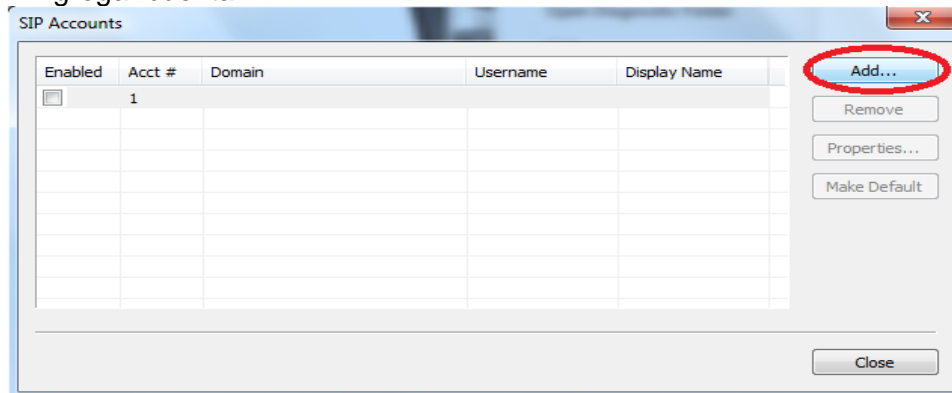 SIP Accounts
Enabled Acct # Domain Username Display Name
1
Add...
Remove
Properties...
Make Default
Close